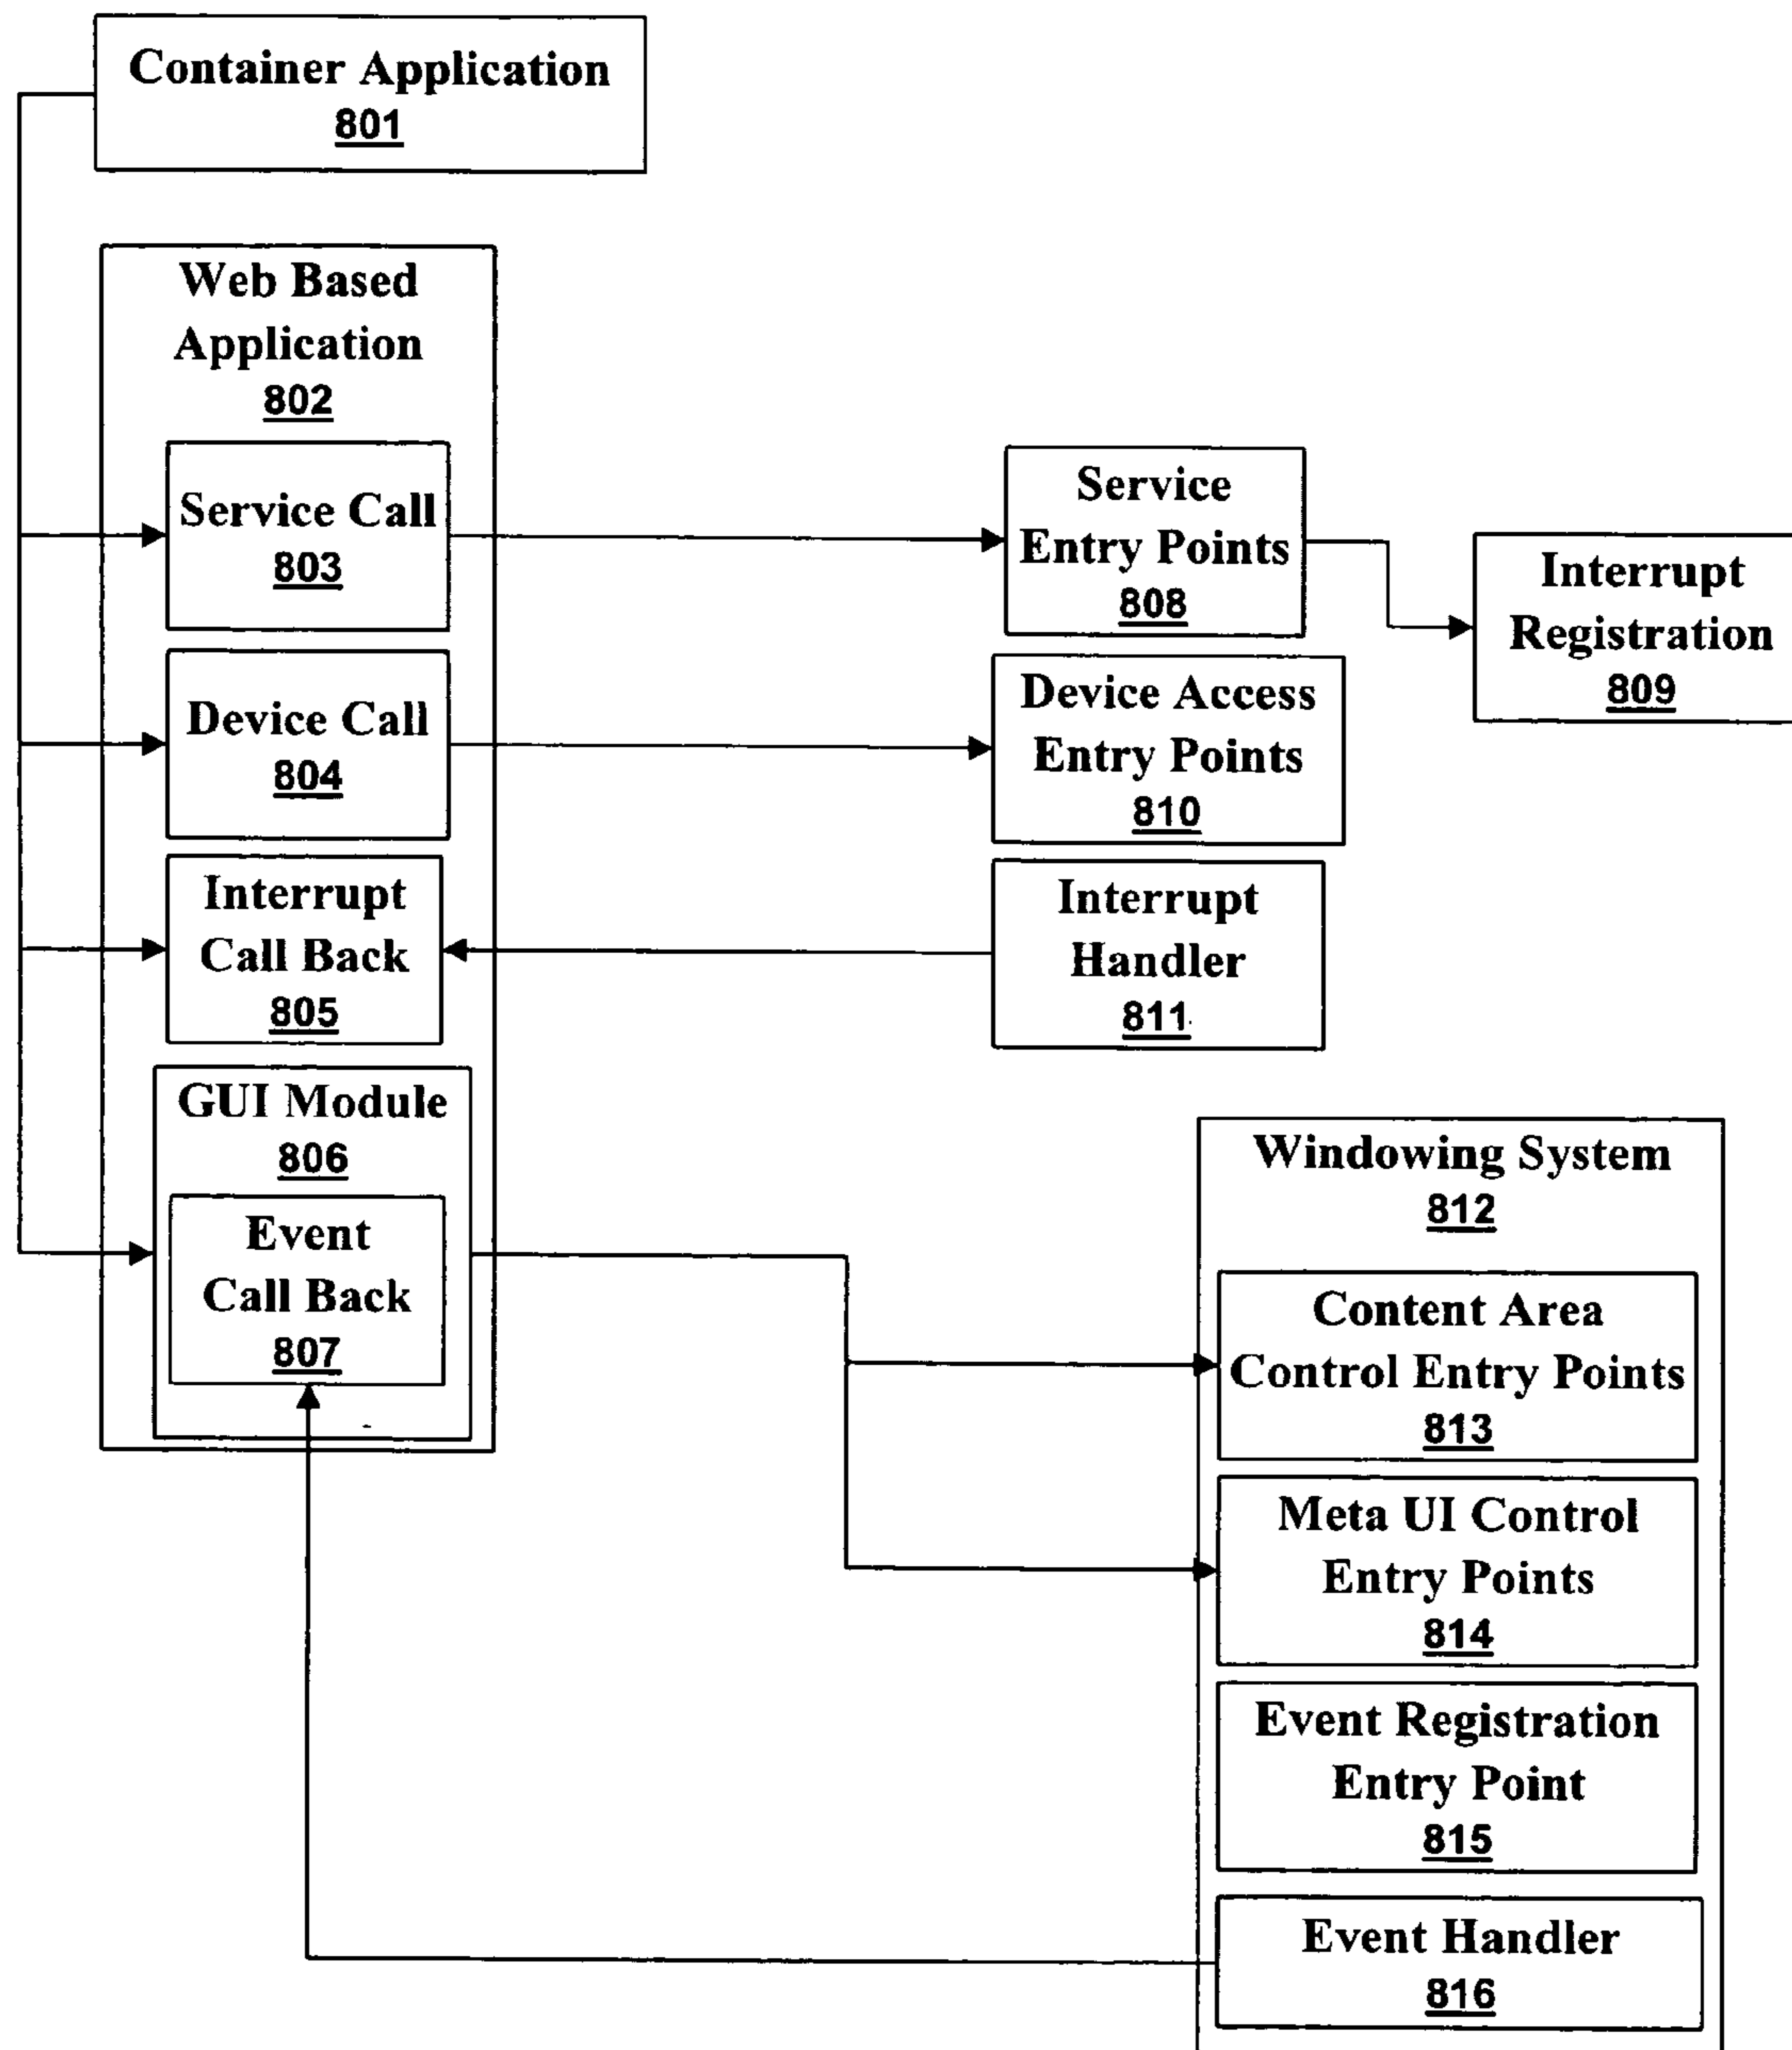 Container Application
801
Web Based
Application
802
Service Call
803
Device Call
804
Interrupt
Call Back
805
GUI Module
806
Event
Call Back
807
Service
Entry Points
808
Interrupt
Registration
809
Device Access
Entry Points
810
Interrupt
Handler
811
Windowing System
812
Content Area
Control Entry Points
813
Meta UI Control
Entry Points
814
Event Registration
Entry Point
815
Event Handler
816